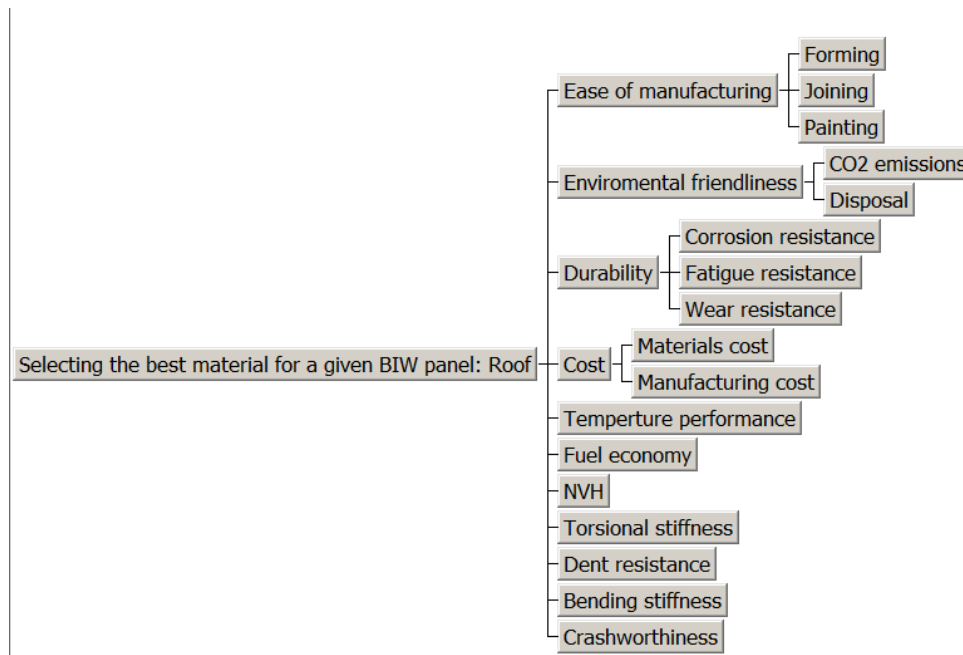 Forming
Ease of manufacturing
Joining
Painting
CO2 emissions
Enviromental friendliness
Disposal
Corrosion resistance
Durability
Fatigue resistance
Wear resistance
Materials cost
Selecting the best material for a given BIW panel: Roof
Cost
Manufacturing cost
Temperture performance
Fuel economy
NVH
Torsional stiffness
Dent resistance
Bending stiffness
Crashworthiness